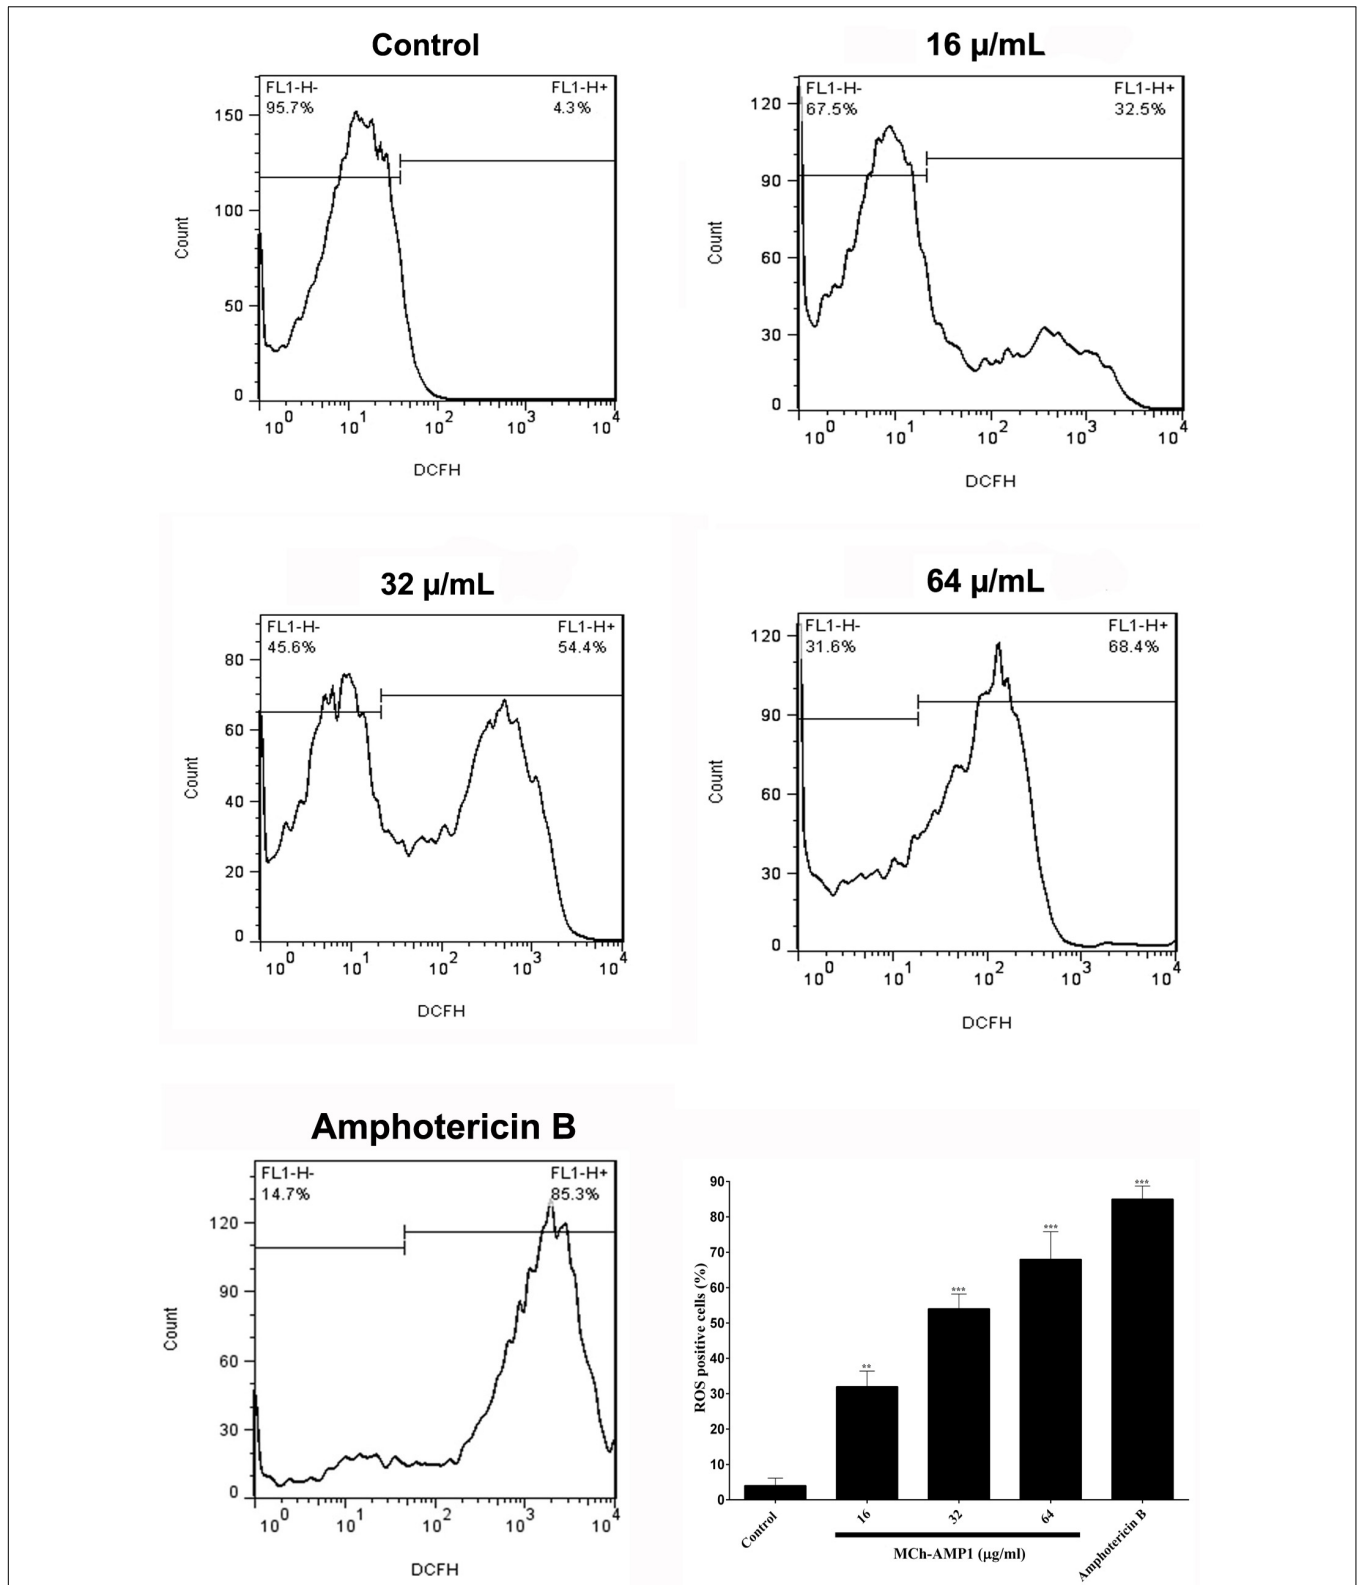 Control
FL1-H-
95.7%
FL1-H+
4.3%
150
100
50
0
Count
10^0 10^1 10^2 10^3 10^4
DCFH
16 µ/mL
FL1-H-
67.5%
FL1-H+
32.5%
120
90
60
30
0
Count
10^0 10^1 10^2 10^3 10^4
DCFH
32 µ/mL
FL1-H-
45.6%
FL1-H+
54.4%
80
60
40
20
0
Count
10^0 10^1 10^2 10^3 10^4
DCFH
64 µ/mL
FL1-H-
31.6%
FL1-H+
68.4%
120
90
60
30
0
Count
10^0 10^1 10^2 10^3 10^4
DCFH
Amphotericin B
FL1-H-
14.7%
FL1-H+
85.3%
120
90
60
30
0
Count
10^0 10^1 10^2 10^3 10^4
DCFH
90
80
70
60
50
40
30
20
10
0
ROS positive cells (%)
**
***
***
***
Control
16
32
64
Amphotericin B
MCh-AMP1 (µg/ml)